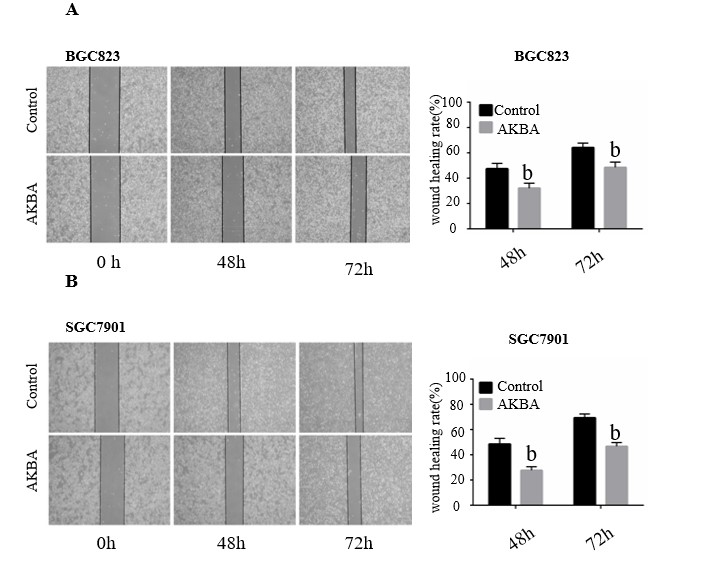 A
BGC823
BGC823
Control
AKBA
0 h
48h
72h
wound healing rate(%)
100
80
60
40
20
0
Control
AKBA
b
b
48h
72h
B
SGC7901
SGC7901
Control
AKBA
0h
48h
72h
wound healing rate(%)
100
80
60
40
20
0
Control
AKBA
b
b
48h
72h